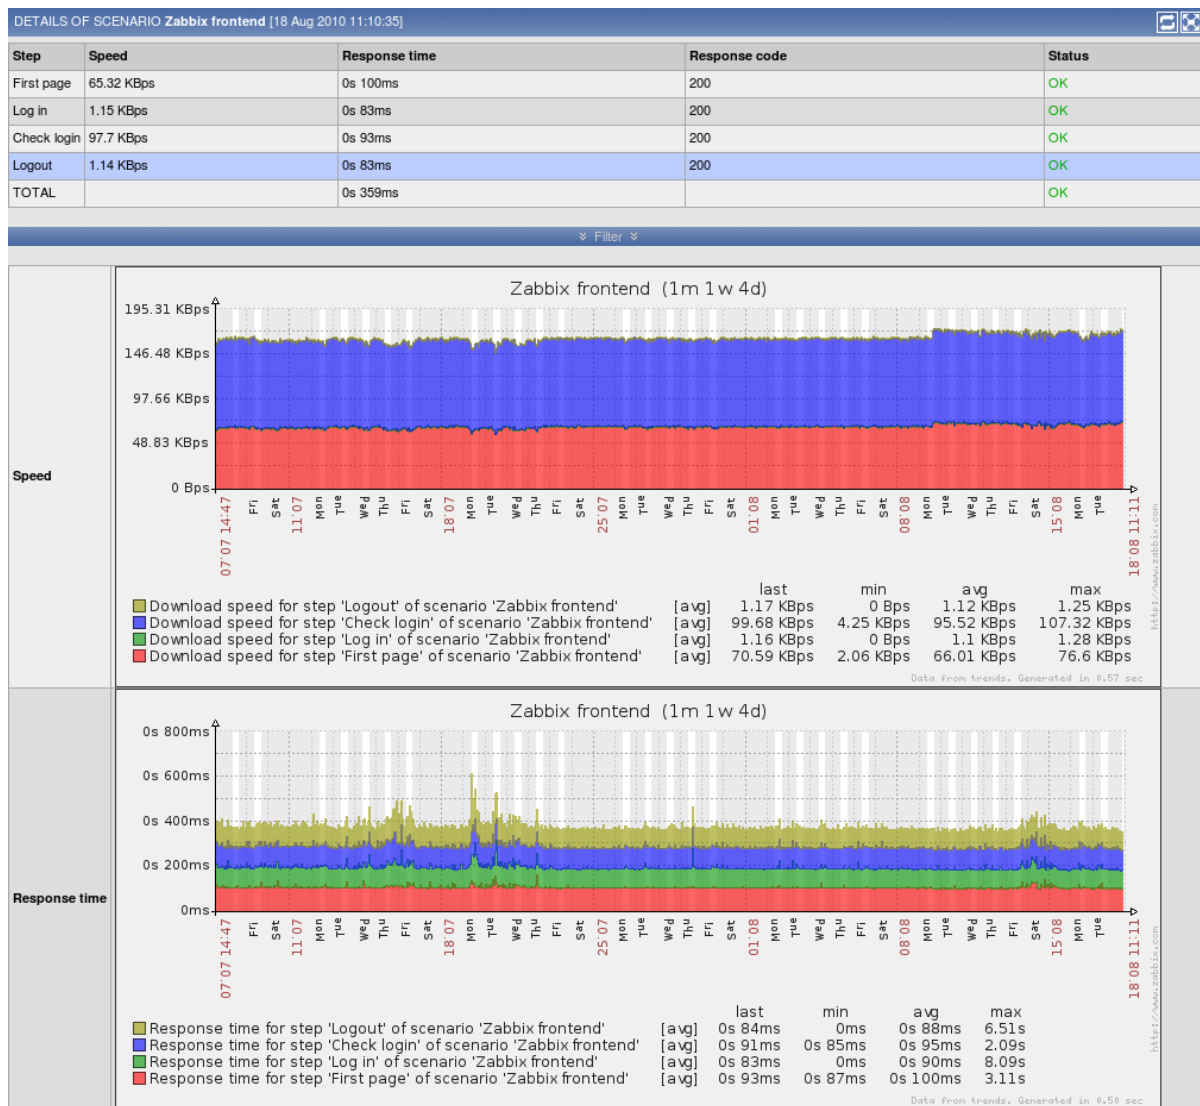 DETAILS OF SCENARIO Zabbix frontend [18 Aug 2010 11:10:35]
Step Speed Response time Response code Status
First page 65.32 KBps 0s 100ms 200 OK
Log in 1.15 KBps 0s 83ms 200 OK
Check login 97.7 KBps 0s 93ms 200 OK
Logout 1.14 KBps 0s 83ms 200 OK
TOTAL 0s 359ms OK
Filter
Speed
Zabbix frontend (1m 1w 4d)
195.31 KBps
146.48 KBps
97.66 KBps
48.83 KBps
0 Bps
07.07 14:47 Fri Sat 11.07 Mon Tue Wed Thu Fri Sat 18.07 Mon Tue Wed Thu Fri Sat 25.07 Mon Tue Wed Thu Fri Sat 01.08 Mon Tue Wed Thu Fri Sat 08.08 Mon Tue Wed Thu Fri Sat 15.08 Mon Tue 18.08 11:11
http://www.zabbix.com
last min avg max
Download speed for step 'Logout' of scenario 'Zabbix frontend' [avg] 1.17 KBps 0 Bps 1.12 KBps 1.25 KBps
Download speed for step 'Check login' of scenario 'Zabbix frontend' [avg] 99.68 KBps 4.25 KBps 95.52 KBps 107.32 KBps
Download speed for step 'Log in' of scenario 'Zabbix frontend' [avg] 1.16 KBps 0 Bps 1.1 KBps 1.28 KBps
Download speed for step 'First page' of scenario 'Zabbix frontend' [avg] 70.59 KBps 2.06 KBps 66.01 KBps 76.6 KBps
Data from trends. Generated in 0.57 sec
Response time
Zabbix frontend (1m 1w 4d)
0s 800ms
0s 600ms
0s 400ms
0s 200ms
0ms
07.07 14:47 Fri Sat 11.07 Mon Tue Wed Thu Fri Sat 18.07 Mon Tue Wed Thu Fri Sat 25.07 Mon Tue Wed Thu Fri Sat 01.08 Mon Tue Wed Thu Fri Sat 08.08 Mon Tue Wed Thu Fri Sat 15.08 Mon Tue 18.08 11:11
http://www.zabbix.com
last min avg max
Response time for step 'Logout' of scenario 'Zabbix frontend' [avg] 0s 84ms 0ms 0s 88ms 6.51s
Response time for step 'Check login' of scenario 'Zabbix frontend' [avg] 0s 91ms 0s 85ms 0s 95ms 2.09s
Response time for step 'Log in' of scenario 'Zabbix frontend' [avg] 0s 83ms 0ms 0s 90ms 8.09s
Response time for step 'First page' of scenario 'Zabbix frontend' [avg] 0s 93ms 0s 87ms 0s 100ms 3.11s
Data from trends. Generated in 0.50 sec